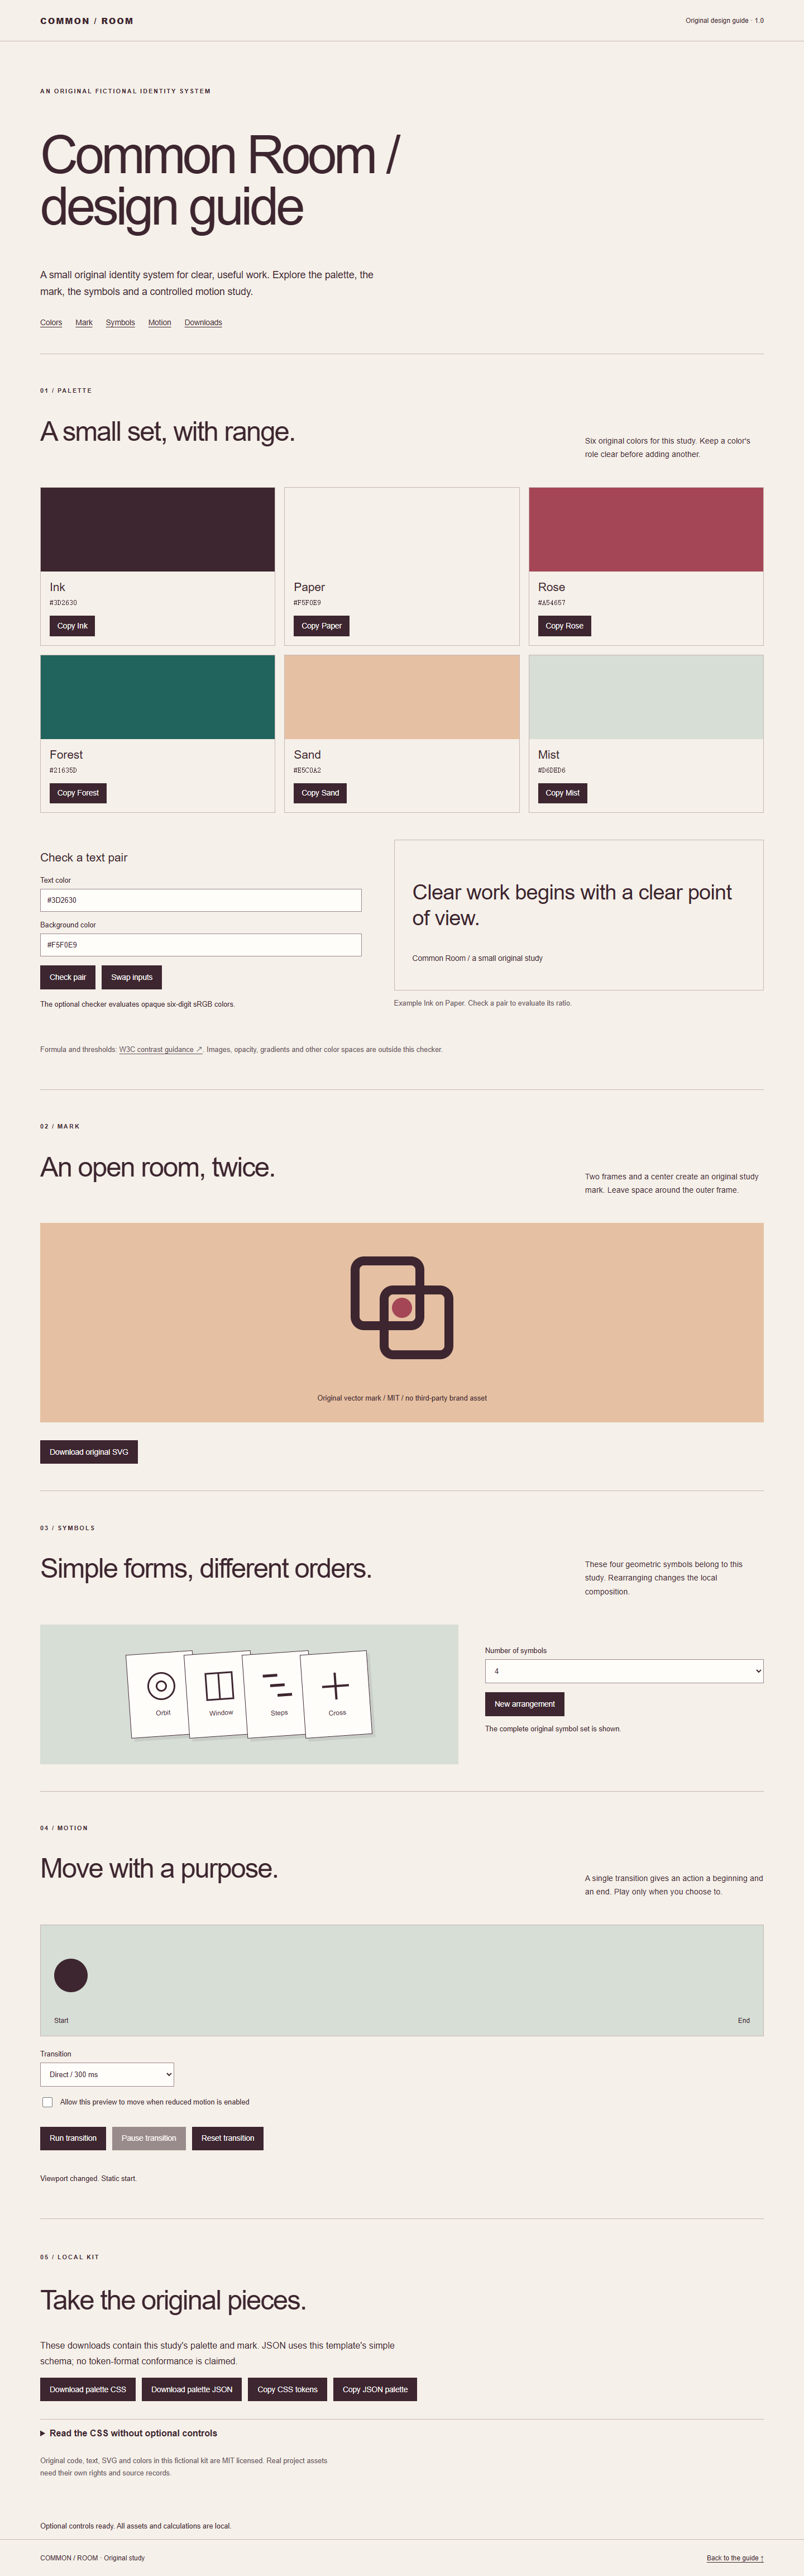 COMMON / ROOM
Original design guide · 1.0
AN ORIGINAL FICTIONAL IDENTITY SYSTEM
Common Room /
design guide
A small original identity system for clear, useful work. Explore the palette, the
mark, the symbols and a controlled motion study.
Colors Mark Symbols Motion Downloads
01 / PALETTE
A small set, with range.
Six original colors for this study. Keep a color's
role clear before adding another.
Ink
#3D2630
Copy Ink
Paper
#F5F0E9
Copy Paper
Rose
#A54657
Copy Rose
Forest
#21635D
Copy Forest
Sand
#E5C0A2
Copy Sand
Mist
#D6DED6
Copy Mist
Check a text pair
Text color
#3D2630
Background color
#F5F0E9
Check pair Swap inputs
The optional checker evaluates opaque six-digit sRGB colors.
Clear work begins with a clear point
of view.
Common Room / a small original study
Example Ink on Paper. Check a pair to evaluate its ratio.
Formula and thresholds: W3C contrast guidance ↗. Images, opacity, gradients and other color spaces are outside this checker.
02 / MARK
An open room, twice.
Two frames and a center create an original study
mark. Leave space around the outer frame.
Original vector mark / MIT / no third-party brand asset
Download original SVG
03 / SYMBOLS
Simple forms, different orders.
These four geometric symbols belong to this
study. Rearranging changes the local
composition.
Orbit
Window
Steps
Cross
Number of symbols
4
New arrangement
The complete original symbol set is shown.
04 / MOTION
Move with a purpose.
A single transition gives an action a beginning and
an end. Play only when you choose to.
Start
End
Transition
Direct / 300 ms
Allow this preview to move when reduced motion is enabled
Run transition Pause transition Reset transition
Viewport changed. Static start.
05 / LOCAL KIT
Take the original pieces.
These downloads contain this study's palette and mark. JSON uses this template's simple
schema; no token-format conformance is claimed.
Download palette CSS Download palette JSON Copy CSS tokens Copy JSON palette
Read the CSS without optional controls
Original code, text, SVG and colors in this fictional kit are MIT licensed. Real project assets
need their own rights and source records.
Optional controls ready. All assets and calculations are local.
COMMON / ROOM · Original study
Back to the guide ↑